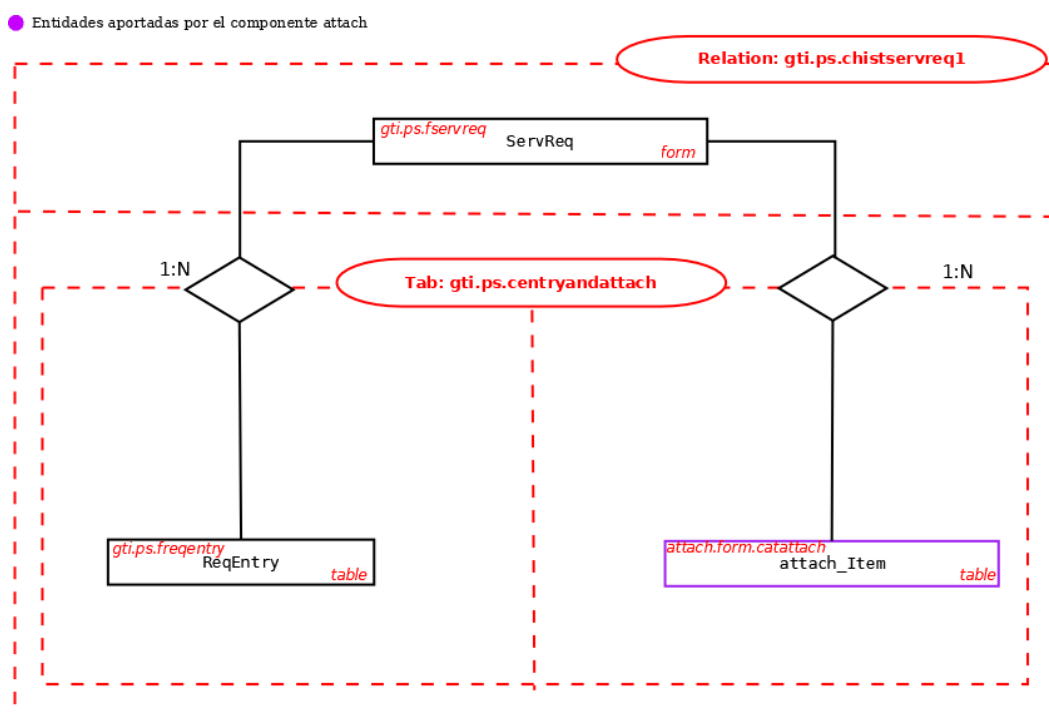 Entidades aportadas por el componente attach
Relation: gti.ps.chistservreq1
gti.ps.fservreq
ServReq
form
1:N
1:N
Tab: gti.ps.centryandattach
gti.ps.freqentry
ReqEntry
table
attach.form.catattach
attach_Item
table